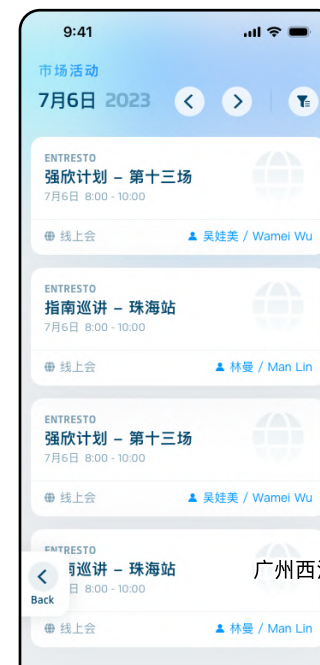 9:41
市场活动
7月6日 2023
ENTRESTO
强欣计划 – 第十三场
7月6日 8:00 - 10:00
线上会
吴娃美 / Wamei Wu
ENTRESTO
指南巡讲 – 珠海站
7月6日 8:00 - 10:00
线上会
林曼 / Man Lin
ENTRESTO
强欣计划 – 第十三场
7月6日 8:00 - 10:00
线上会
吴娃美 / Wamei Wu
ENTRESTO
南巡讲 – 珠海站
广州西
日 8:00 - 10:00
Back
线上会
林曼 / Man Lin